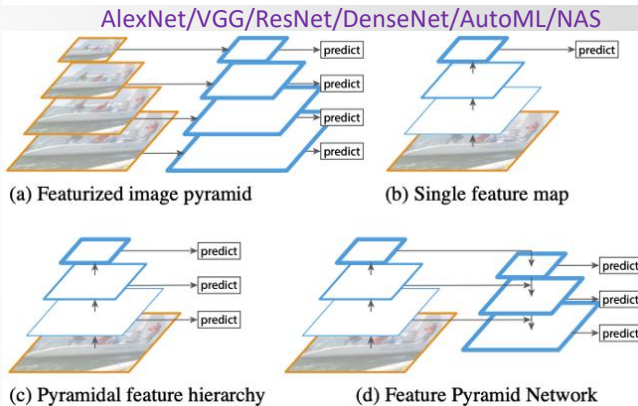 AlexNet/VGG/ResNet/DenseNet/AutoML/NAS
predict
predict
predict
predict
(a) Featurized image pyramid
predict
(b) Single feature map
predict
predict
predict
(c) Pyramidal feature hierarchy
predict
predict
predict
(d) Feature Pyramid Network